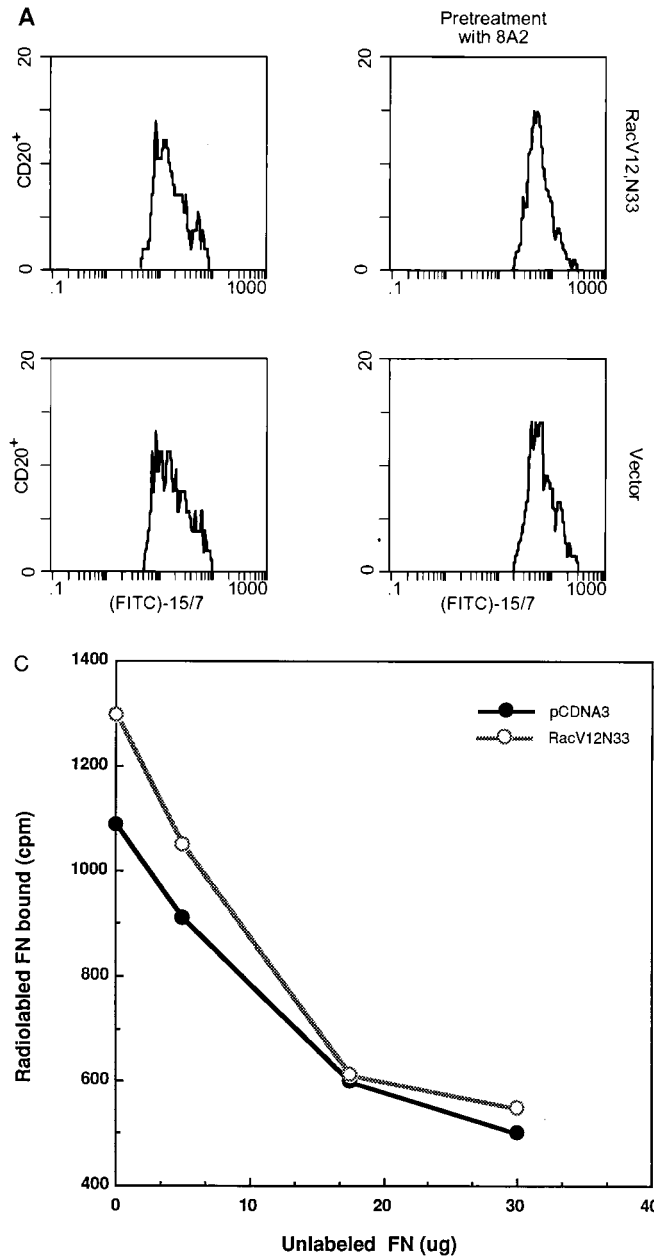 A
Pretreatment
with 8A2
20
CD20+
0
.1
1000
20
0
.1
1000
RacV12,N33
20
CD20+
0
.1
1000
(FITC)-15/7
20
0
.1
1000
(FITC)-15/7
Vector
C
1400
1200
1000
800
600
400
Radiolabled FN bound (cpm)
pCDNA3
RacV12N33
0
10
20
30
40
Unlabeled FN (ug)